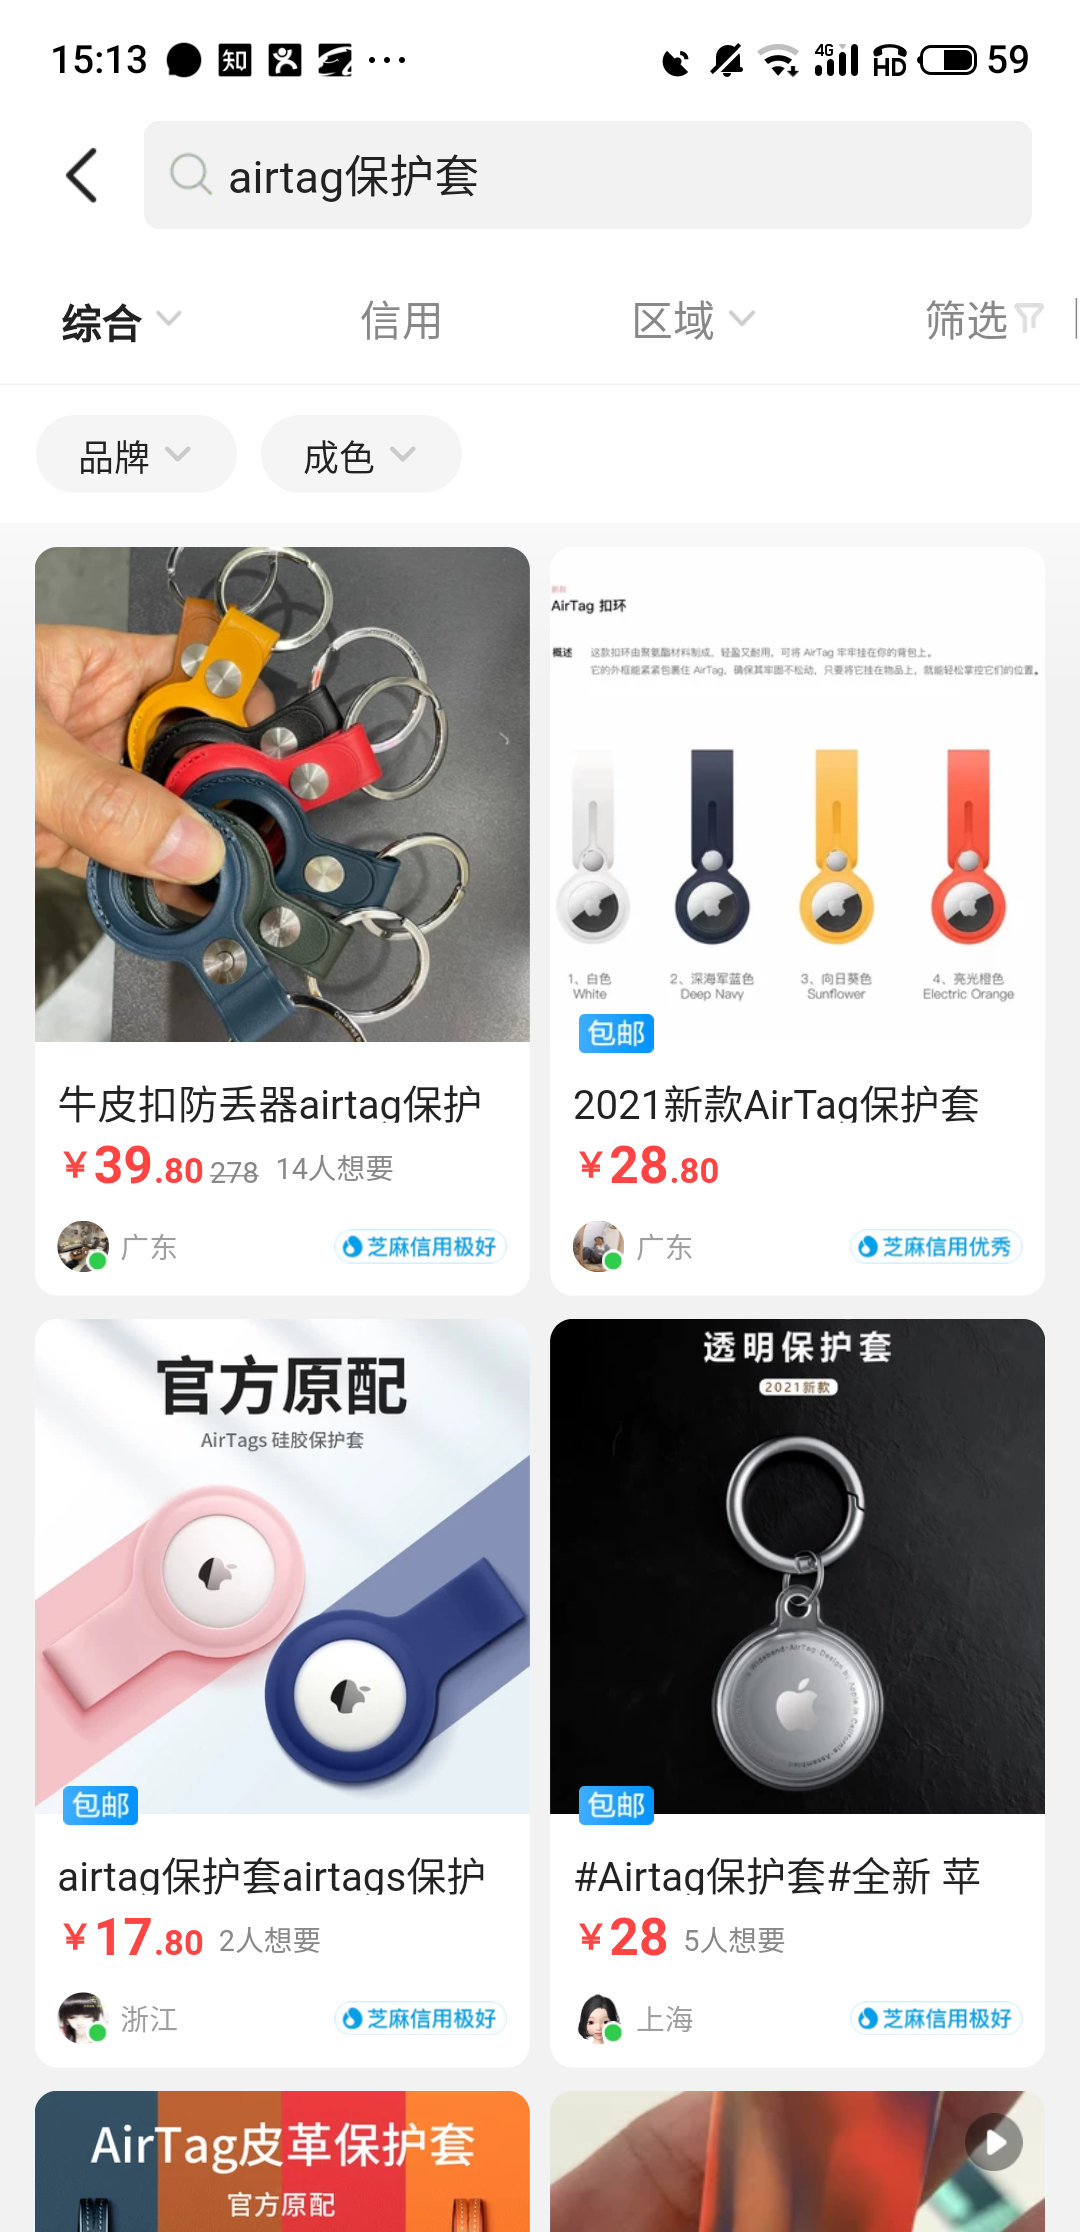 15:13 知 ··· 4G HD 59
airtag保护套
综合 信用 区域 筛选
品牌 成色
新款
AirTag 扣环
概述 这款扣环由聚氨酯材料制成，轻盈又耐用，可将 AirTag 牢牢挂在你的背包上。
它的外框能紧紧包裹住 AirTag，确保其牢固不松动，只要将它挂在物品上，就能轻松掌控它们的位置。
1、白色 2、深海军蓝色 3、向日葵色 4、亮光橙色
White Deep Navy Sunflower Electric Orange
包邮
牛皮扣防丢器airtag保护
¥39.80 278 14人想要
广东 芝麻信用极好
2021新款AirTag保护套
¥28.80
广东 芝麻信用优秀
官方原配
AirTags 硅胶保护套
包邮
airtag保护套airtags保护
¥17.80 2人想要
浙江 芝麻信用极好
透明保护套
2021新款
包邮
#Airtag保护套#全新 苹
¥28 5人想要
上海 芝麻信用极好
AirTag皮革保护套
官方原配